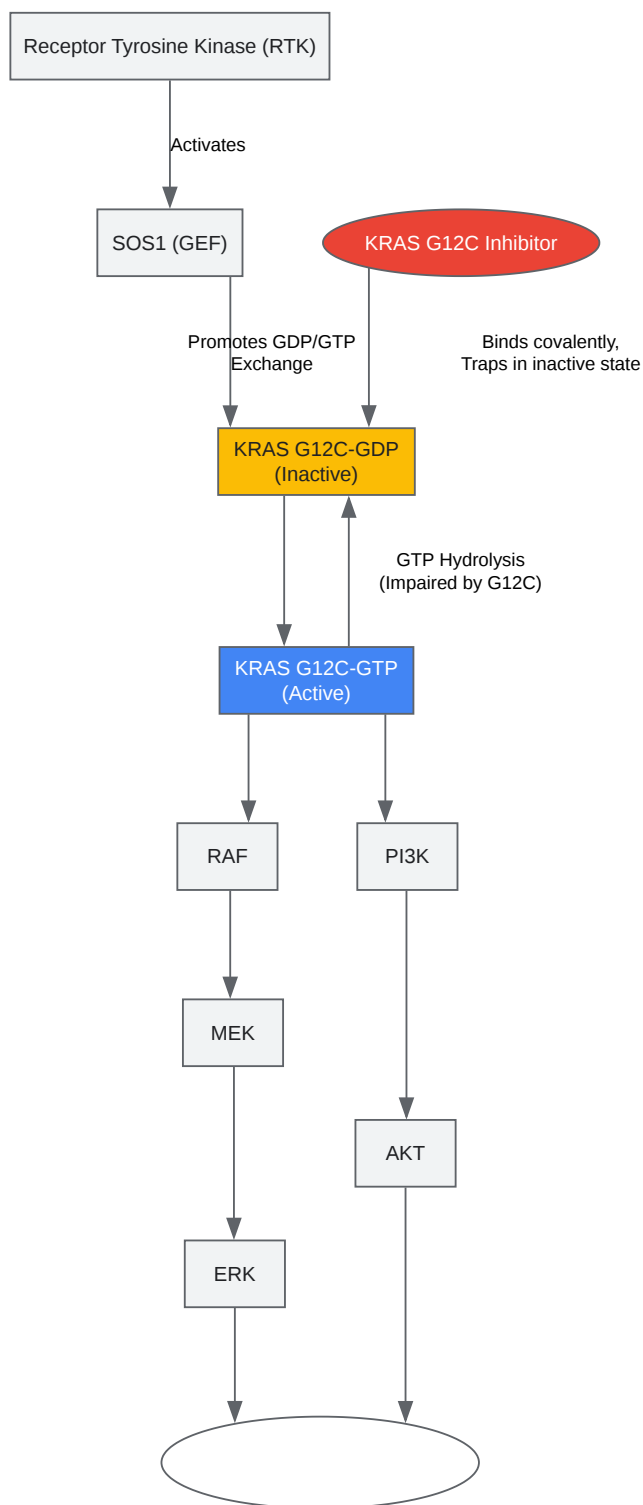 Receptor Tyrosine Kinase (RTK)
Activates
SOS1 (GEF)
KRAS G12C Inhibitor
Promotes GDP/GTP
Exchange
Binds covalently,
Traps in inactive state
KRAS G12C-GDP
(Inactive)
GTP Hydrolysis
(Impaired by G12C)
KRAS G12C-GTP
(Active)
RAF
PI3K
MEK
AKT
ERK